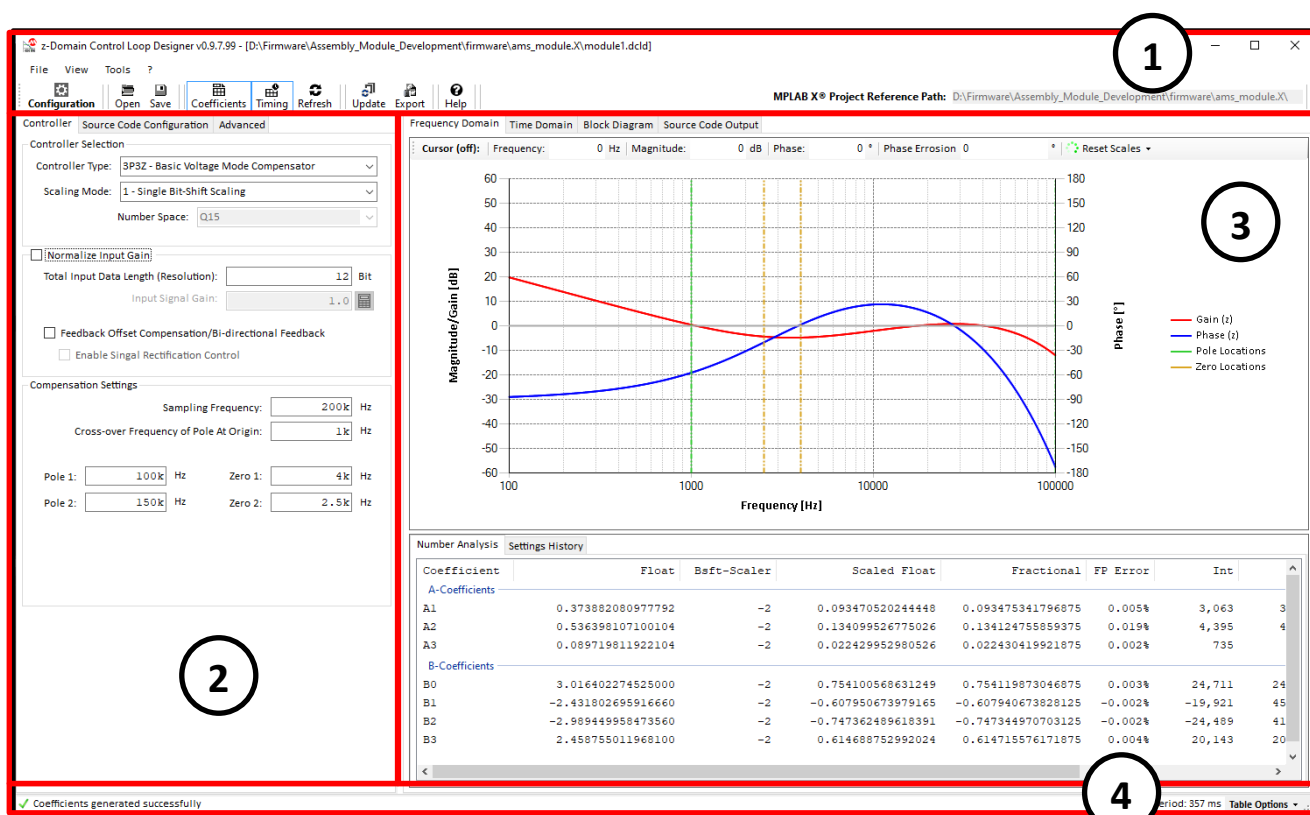 z-Domain Control Loop Designer v0.9.7.99 - [D:\Firmware\Assembly_Module_Development\firmware\ams_module.X\module1.dcld]
1
File View Tools ?
Configuration Open Save Coefficients Timing Refresh Update Export Help
MPLAB X® Project Reference Path: D:\Firmware\Assembly_Module_Development\firmware\ams_module.X\
Controller Source Code Configuration Advanced
Controller Selection
Controller Type: 3P3Z - Basic Voltage Mode Compensator
Scaling Mode: 1 - Single Bit-Shift Scaling
Number Space: Q15
Normalize Input Gain
Total Input Data Length (Resolution): 12 Bit
Input Signal Gain: 1.0
Feedback Offset Compensation/Bi-directional Feedback
Enable Singal Rectification Control
Compensation Settings
Sampling Frequency: 200k Hz
Cross-over Frequency of Pole At Origin: 1k Hz
Pole 1: 100k Hz Zero 1: 4k Hz
Pole 2: 150k Hz Zero 2: 2.5k Hz
2
Frequency Domain Time Domain Block Diagram Source Code Output
Cursor (off): Frequency: 0 Hz Magnitude: 0 dB Phase: 0 ° Phase Errosion 0 ° Reset Scales
3
Magnitude/Gain [dB]
60
50
40
30
20
10
0
-10
-20
-30
-40
-50
-60
180
150
120
90
60
30
0
-30
-60
-90
-120
-150
-180
Phase [°]
100 1000 10000 100000
Frequency [Hz]
Gain (z)
Phase (z)
Pole Locations
Zero Locations
Number Analysis Settings History
Coefficient Float Bsft-Scaler Scaled Float Fractional FP Error Int
A-Coefficients
A1 0.373882080977792 -2 0.093470520244448 0.093475341796875 0.005% 3,063 3
A2 0.536398107100104 -2 0.134099526775026 0.134124755859375 0.019% 4,395 4
A3 0.089719811922104 -2 0.022429952980526 0.022430419921875 0.002% 735
B-Coefficients
B0 3.016402274525000 -2 0.754100568631249 0.754119873046875 0.003% 24,711 24
B1 -2.431802695916660 -2 -0.607950673979165 -0.607940673828125 -0.002% -19,921 45
B2 -2.989449958473560 -2 -0.747362489618391 -0.747344970703125 -0.002% -24,489 41
B3 2.458755011968100 -2 0.614688752992024 0.614715576171875 0.004% 20,143 20
4
Coefficients generated successfully
eriod: 357 ms Table Options